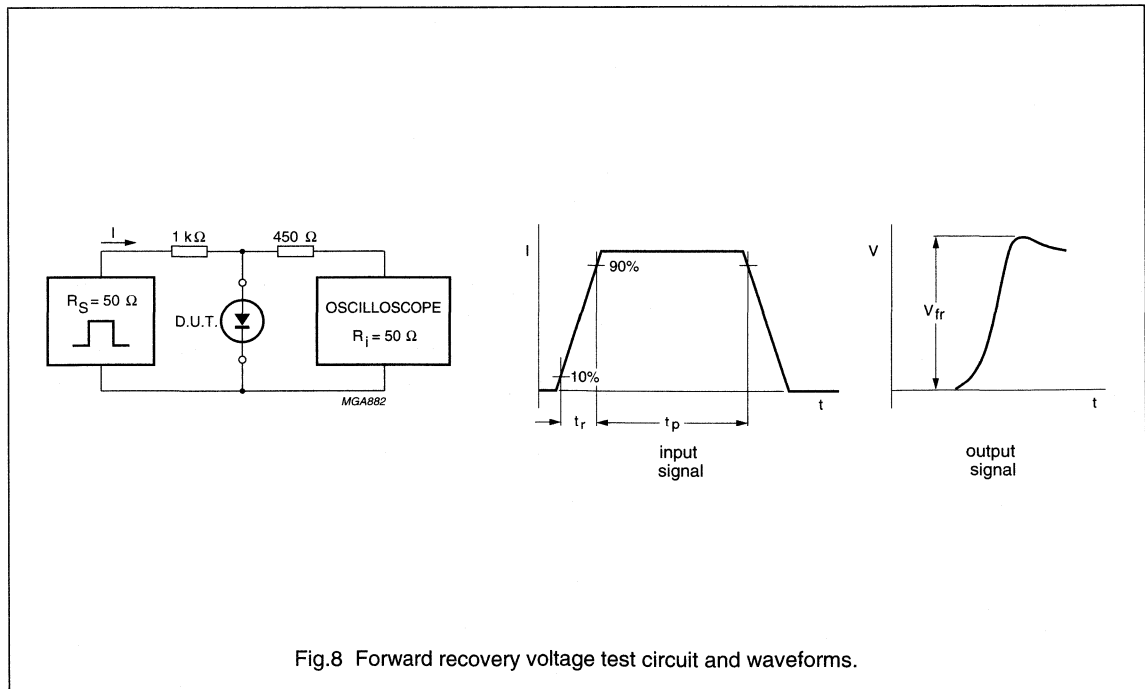 I
1 kΩ
450 Ω
R_S = 50 Ω
D.U.T.
OSCILLOSCOPE
R_i = 50 Ω
MGA882
I
90%
10%
t
t_r
t_p
input
signal
V
V_fr
t
output
signal
Fig.8 Forward recovery voltage test circuit and waveforms.